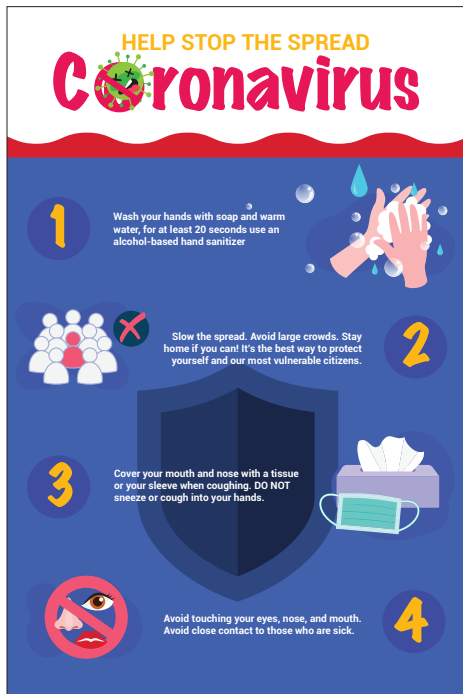 HELP STOP THE SPREAD
Coronavirus
1
Wash your hands with soap and warm
water, for at least 20 seconds use an
alcohol-based hand sanitizer
Slow the spread. Avoid large crowds. Stay
home if you can! It's the best way to protect
yourself and our most vulnerable citizens.
2
3
Cover your mouth and nose with a tissue
or your sleeve when coughing. DO NOT
sneeze or cough into your hands.
Avoid touching your eyes, nose, and mouth.
Avoid close contact to those who are sick.
4